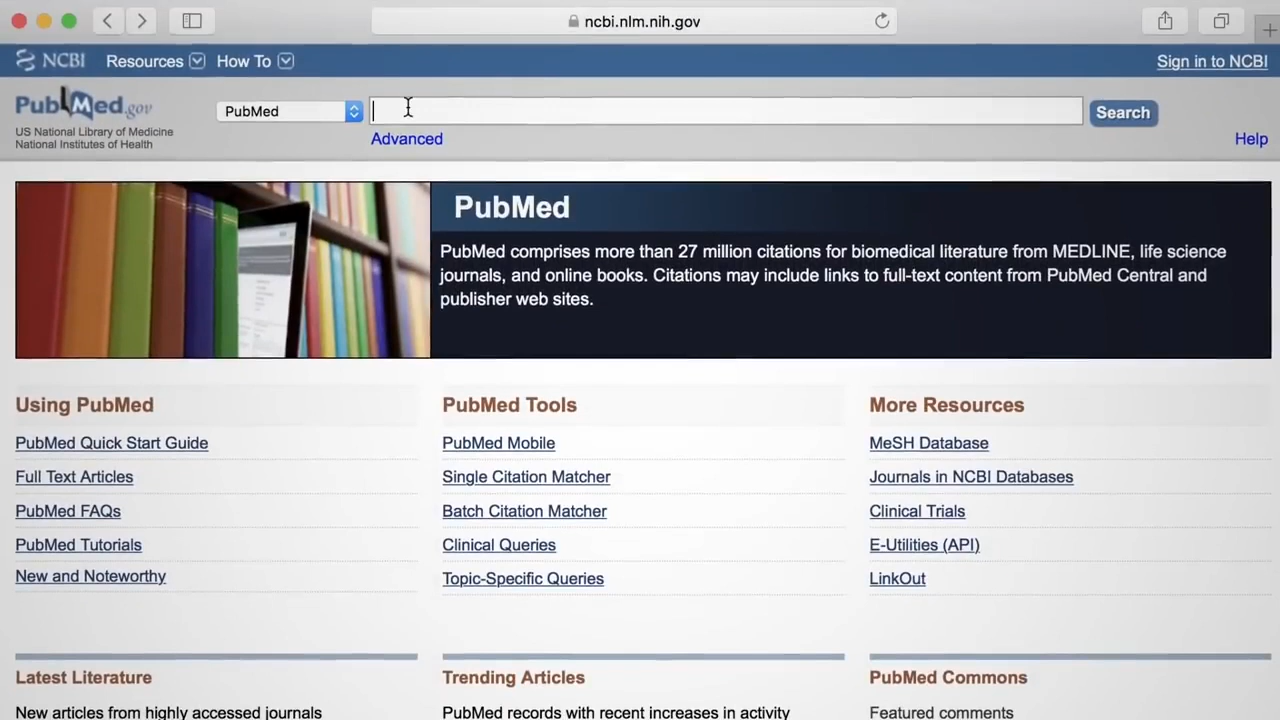 ncbi.nlm.nih.gov
NCBI Resources How To Sign in to NCBI
PubMed.gov
US National Library of Medicine
National Institutes of Health
PubMed
Search
Advanced
Help
PubMed
PubMed comprises more than 27 million citations for biomedical literature from MEDLINE, life science
journals, and online books. Citations may include links to full-text content from PubMed Central and
publisher web sites.
Using PubMed
PubMed Quick Start Guide
Full Text Articles
PubMed FAQs
PubMed Tutorials
New and Noteworthy
PubMed Tools
PubMed Mobile
Single Citation Matcher
Batch Citation Matcher
Clinical Queries
Topic-Specific Queries
More Resources
MeSH Database
Journals in NCBI Databases
Clinical Trials
E-Utilities (API)
LinkOut
Latest Literature
New articles from highly accessed journals
Trending Articles
PubMed records with recent increases in activity
PubMed Commons
Featured comments